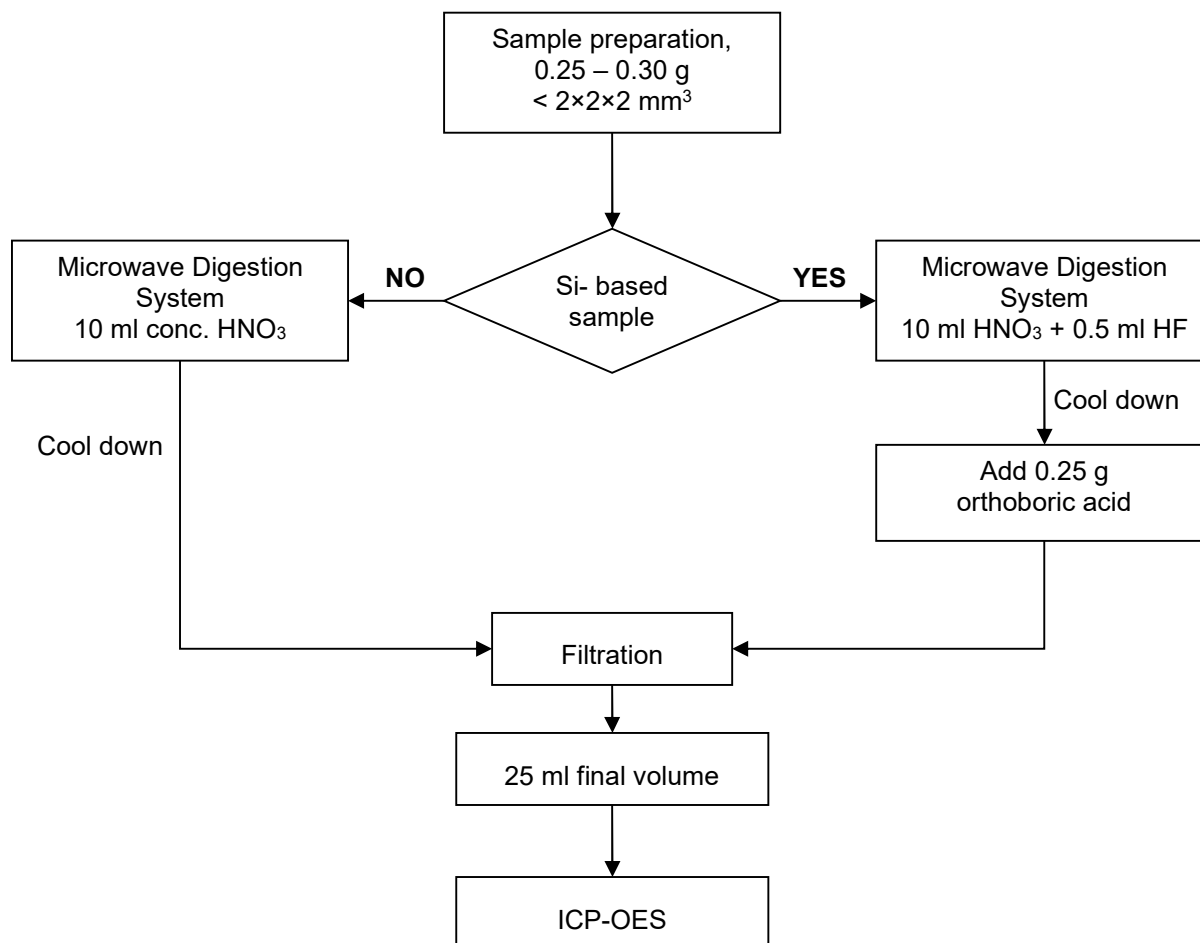 Sample preparation,
0.25 – 0.30 g
< 2×2×2 mm³
Microwave Digestion
System
10 ml conc. HNO₃
NO
Si- based
sample
YES
Microwave Digestion
System
10 ml HNO₃ + 0.5 ml HF
Cool down
Cool down
Add 0.25 g
orthoboric acid
Filtration
25 ml final volume
ICP-OES